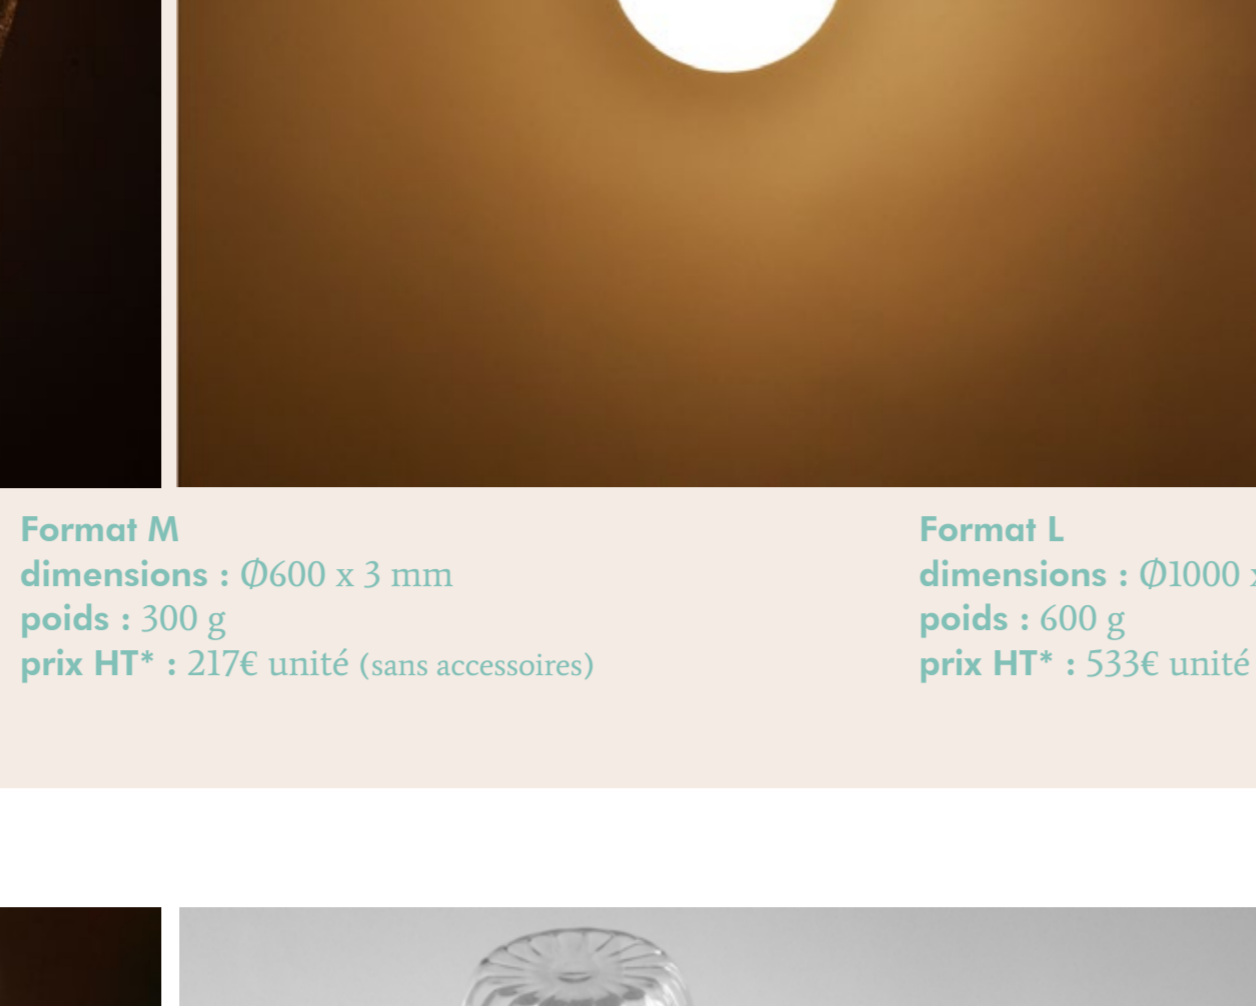 Format M
dimensions : Ø600 x 3 mm
poids : 300 g
prix HT* : 217€ unité (sans accessoires)
Format L
dimensions : Ø1000 x
poids : 600 g
prix HT* : 533€ unité